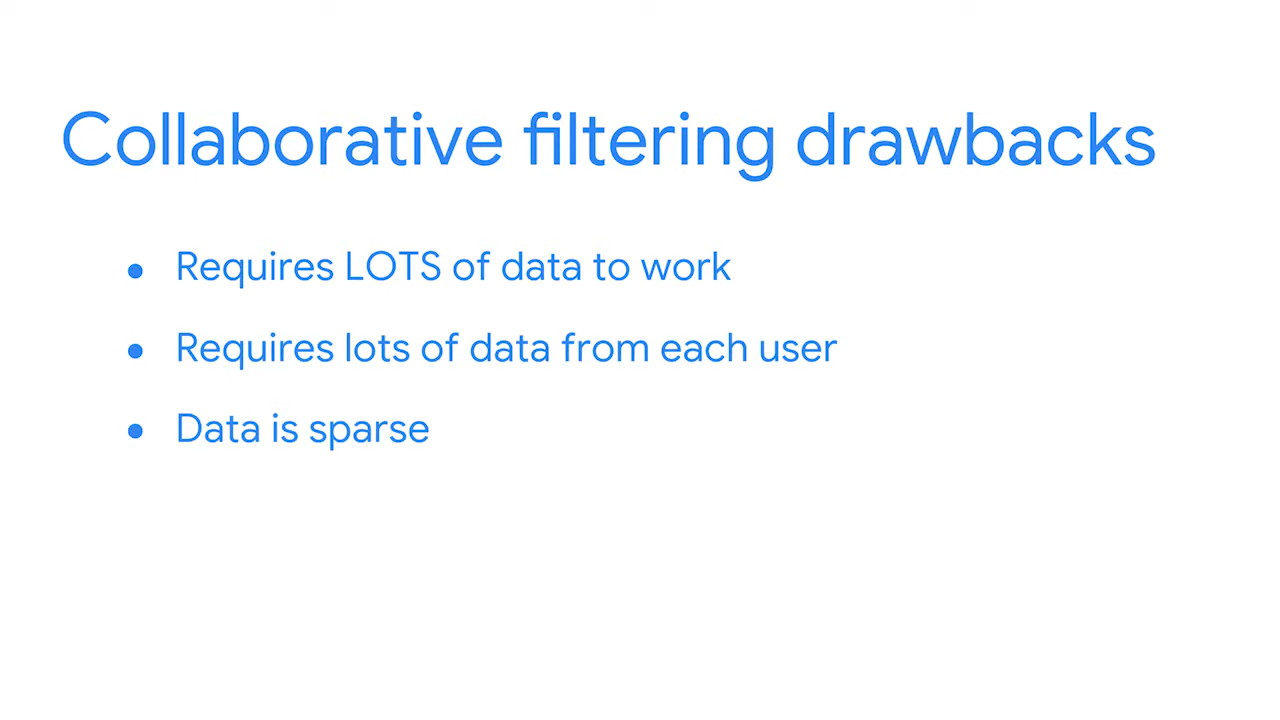 Collaborative filtering drawbacks
● Requires LOTS of data to work
● Requires lots of data from each user
● Data is sparse